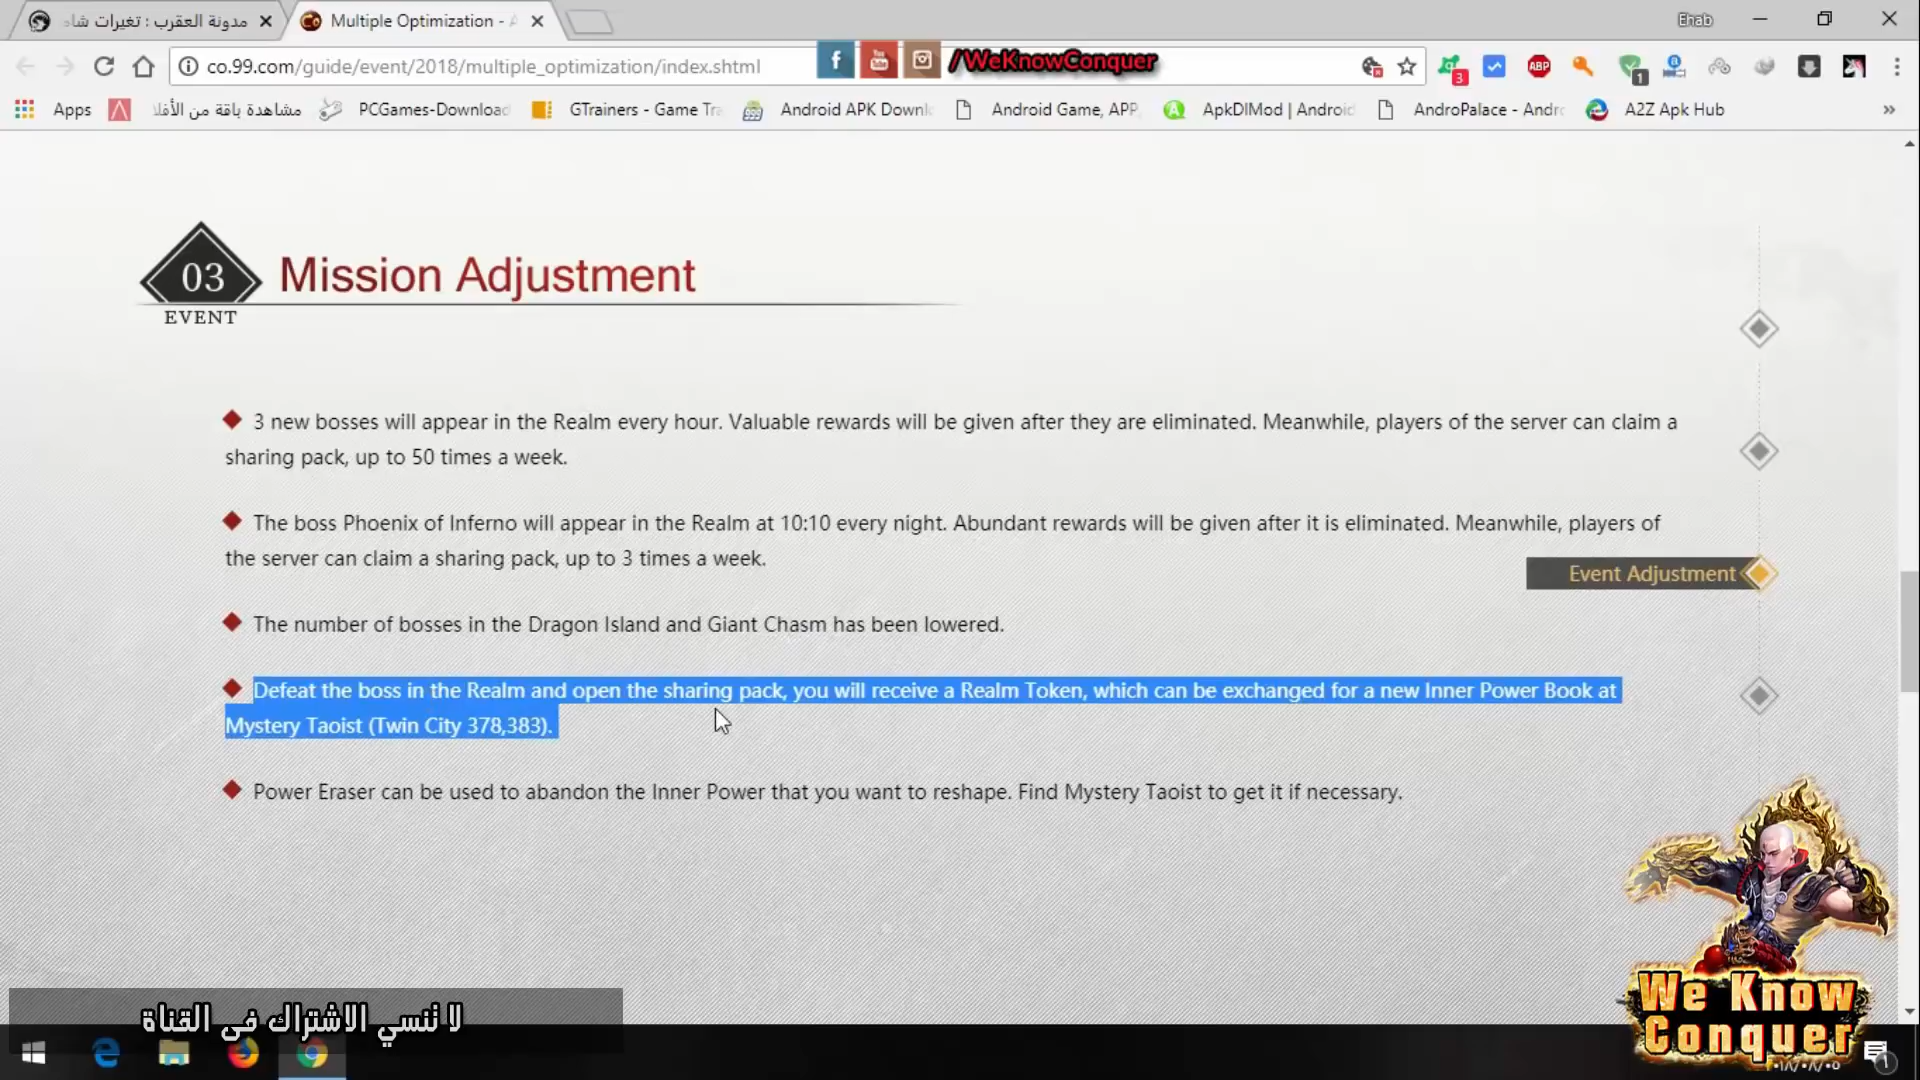 مدونة العقرب : تغيرات شاه
Multiple Optimization -
Ehab
co.99.com/guide/event/2018/multiple_optimization/index.shtml
f
You
/WeKnowConquer
3
ABP
1
Apps
مشاهدة باقة من الأفلا
PCGames-Download
GTrainers - Game Tra
Android APK Downl
Android Game, APP,
ApkDlMod | Android
AndroPalace - Andro
A2Z Apk Hub
»
03
EVENT
Mission Adjustment
3 new bosses will appear in the Realm every hour. Valuable rewards will be given after they are eliminated. Meanwhile, players of the server can claim a
sharing pack, up to 50 times a week.
The boss Phoenix of Inferno will appear in the Realm at 10:10 every night. Abundant rewards will be given after it is eliminated. Meanwhile, players of
the server can claim a sharing pack, up to 3 times a week.
Event Adjustment
The number of bosses in the Dragon Island and Giant Chasm has been lowered.
Defeat the boss in the Realm and open the sharing pack, you will receive a Realm Token, which can be exchanged for a new Inner Power Book at
Mystery Taoist (Twin City 378,383).
Power Eraser can be used to abandon the Inner Power that you want to reshape. Find Mystery Taoist to get it if necessary.
We Know
Conquer
لا تنسي الاشتراك فى القناة
1